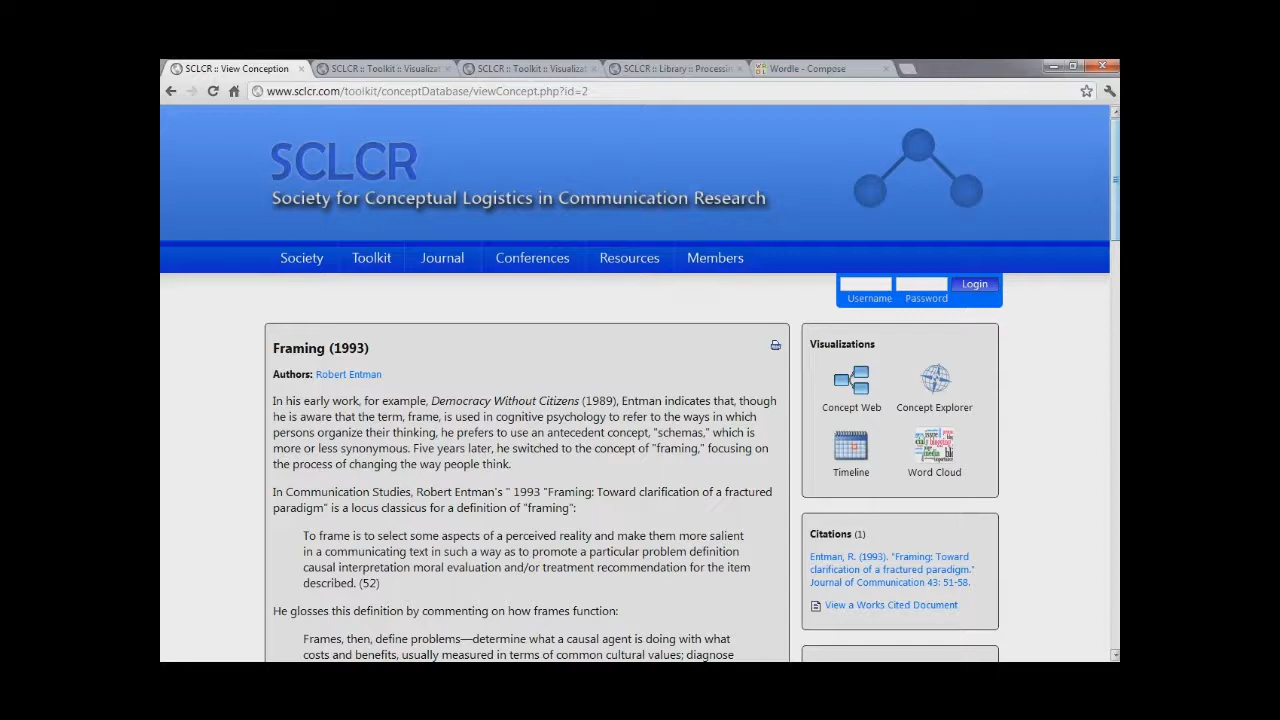 SCLCR :: View Conception
SCLCR :: Toolkit :: Visualizat
SCLCR :: Toolkit :: Visualizat
SCLCR :: Library :: Processin
Wordle - Compose
www.sclcr.com/toolkit/conceptDatabase/viewConcept.php?id=2
SCLCR
Society for Conceptual Logistics in Communication Research
Society Toolkit Journal Conferences Resources Members
Login
Username Password
Framing (1993)
Authors: Robert Entman
In his early work, for example, Democracy Without Citizens (1989), Entman indicates that, though
he is aware that the term, frame, is used in cognitive psychology to refer to the ways in which
persons organize their thinking, he prefers to use an antecedent concept, "schemas," which is
more or less synonymous. Five years later, he switched to the concept of "framing," focusing on
the process of changing the way people think.
In Communication Studies, Robert Entman's " 1993 "Framing: Toward clarification of a fractured
paradigm" is a locus classicus for a definition of "framing":
To frame is to select some aspects of a perceived reality and make them more salient
in a communicating text in such a way as to promote a particular problem definition
causal interpretation moral evaluation and/or treatment recommendation for the item
described. (52)
He glosses this definition by commenting on how frames function:
Frames, then, define problems—determine what a causal agent is doing with what
costs and benefits, usually measured in terms of common cultural values; diagnose
Visualizations
Concept Web Concept Explorer
Timeline Word Cloud
Citations (1)
Entman, R. (1993). "Framing: Toward
clarification of a fractured paradigm."
Journal of Communication 43: 51-58.
View a Works Cited Document